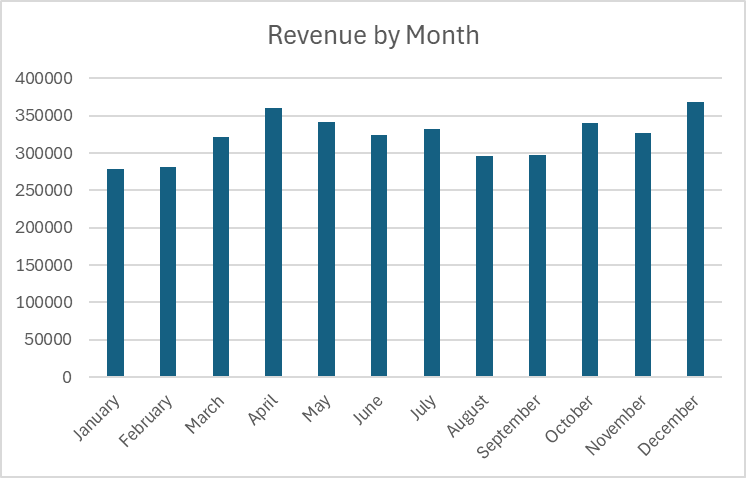 Revenue by Month
400000
350000
300000
250000
200000
150000
100000
50000
0
January
February
March
April
May
June
July
August
September
October
November
December